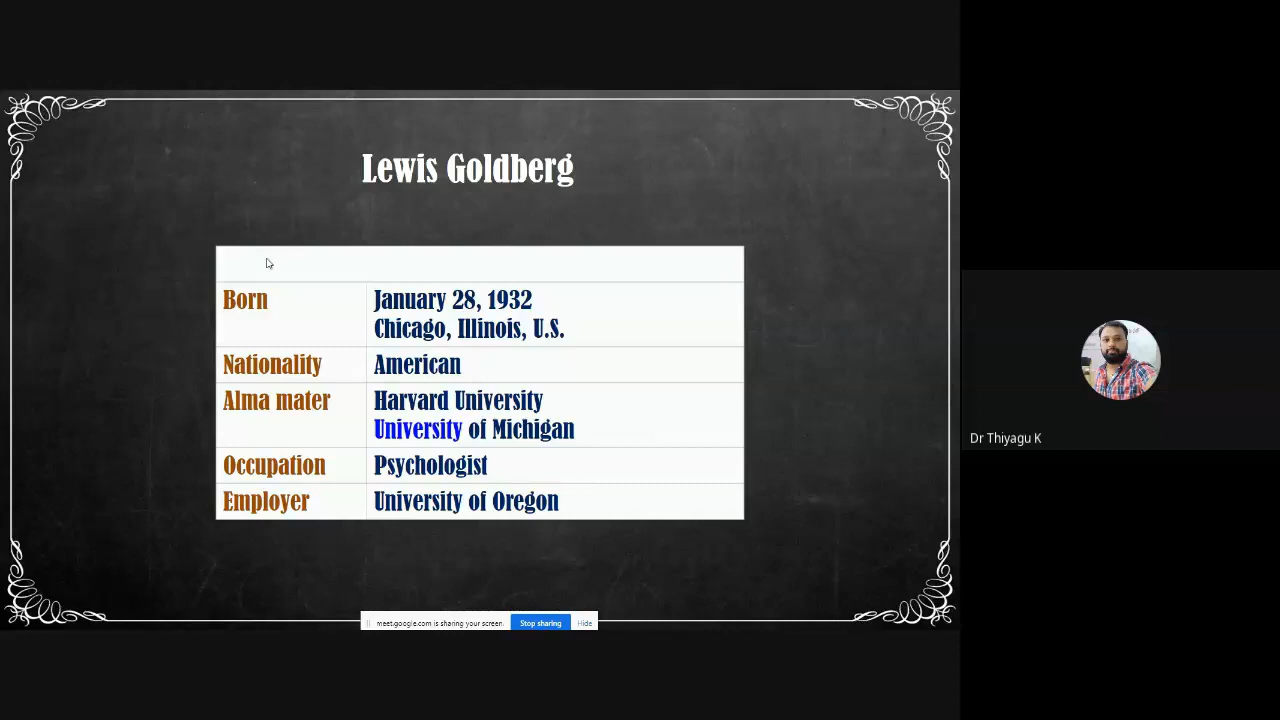 Lewis Goldberg
Born
January 28, 1932
Chicago, Illinois, U.S.
Nationality
American
Alma mater
Harvard University
University of Michigan
Occupation
Psychologist
Employer
University of Oregon
meet.google.com is sharing your screen.
Stop sharing
Hide
Dr Thiyagu K